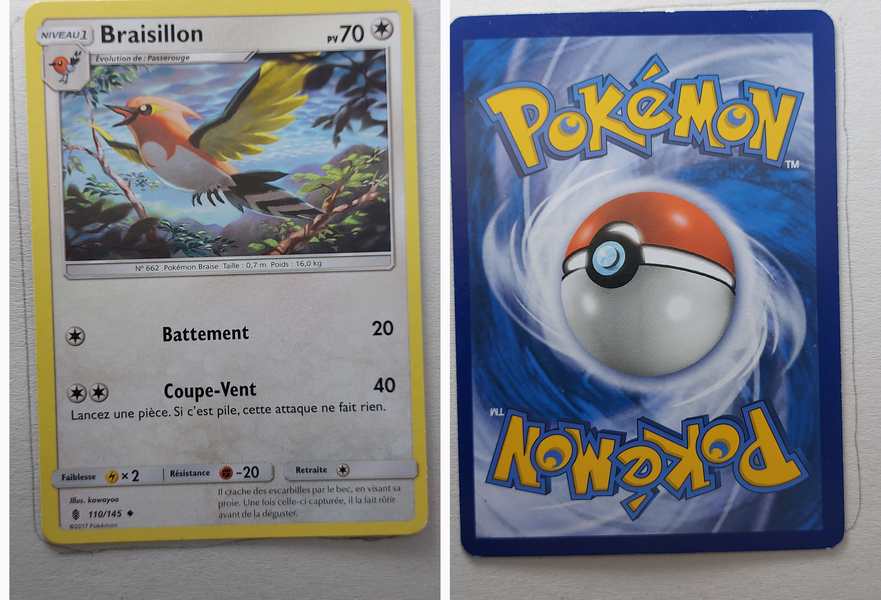 NIVEAU 1 Braisillon PV 70
Évolution de : Passerouge
N° 662 Pokémon Braise Taille : 0,7 m. Poids : 16,0 kg
Battement 20
Coupe-Vent 40
Lancez une pièce. Si c'est pile, cette attaque ne fait rien.
Faiblesse ×2 Résistance -20 Retraite
Il crache des escarbilles par le bec, en visant sa
proie. Une fois celle-ci capturée, il la fait rôtir
avant de la déguster.
Illus. kawayoo
110/145
©2017 Pokémon
POKéMON
TM
POKéMON
TM